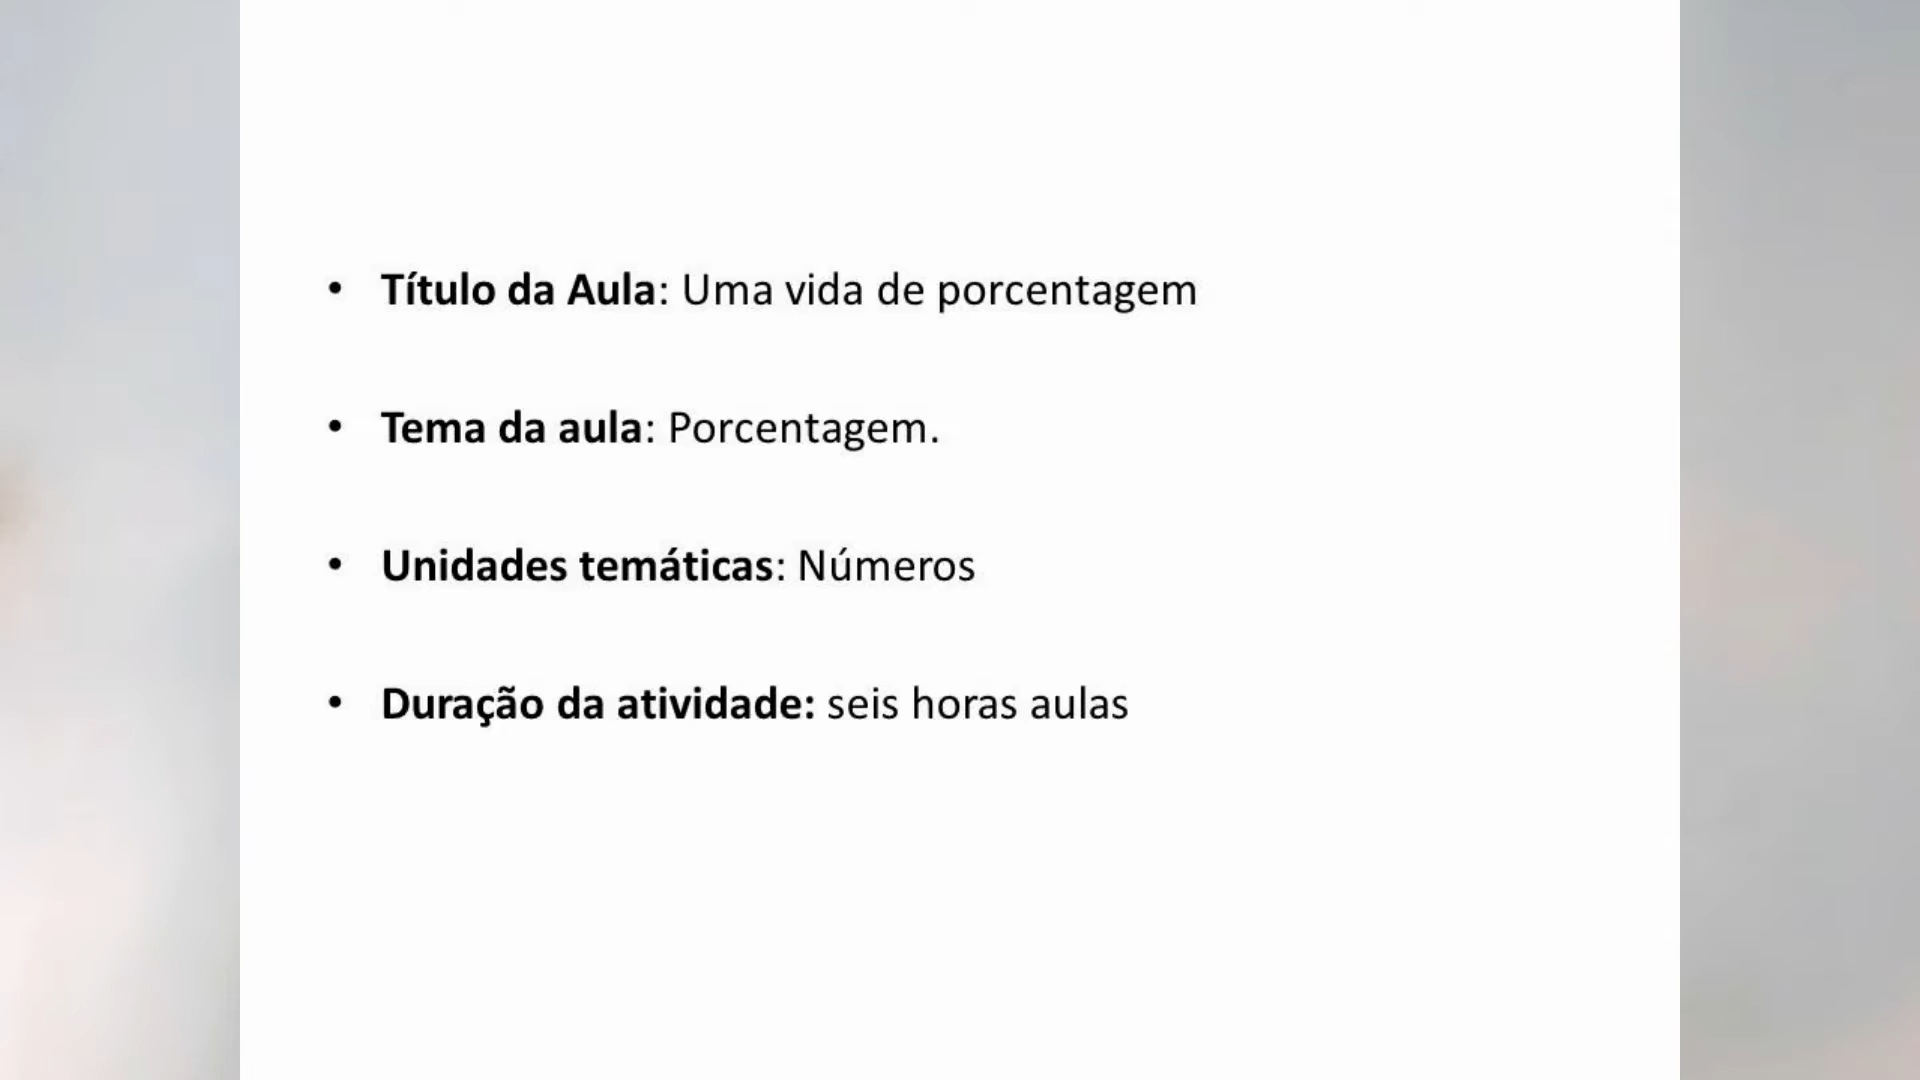 • Título da Aula: Uma vida de porcentagem
• Tema da aula: Porcentagem.
• Unidades temáticas: Números
• Duração da atividade: seis horas aulas